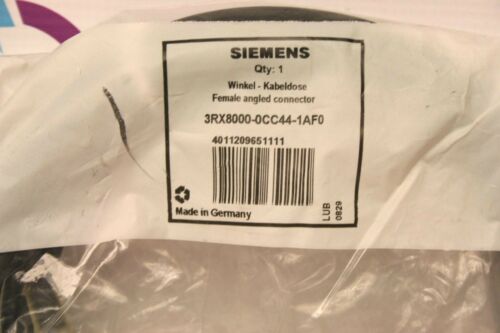 SIEMENS
Qty: 1
Winkel - Kabeldose
Female angled connector
3RX8000-0CC44-1AF0
4011209651111
Made in Germany
LUB
0829